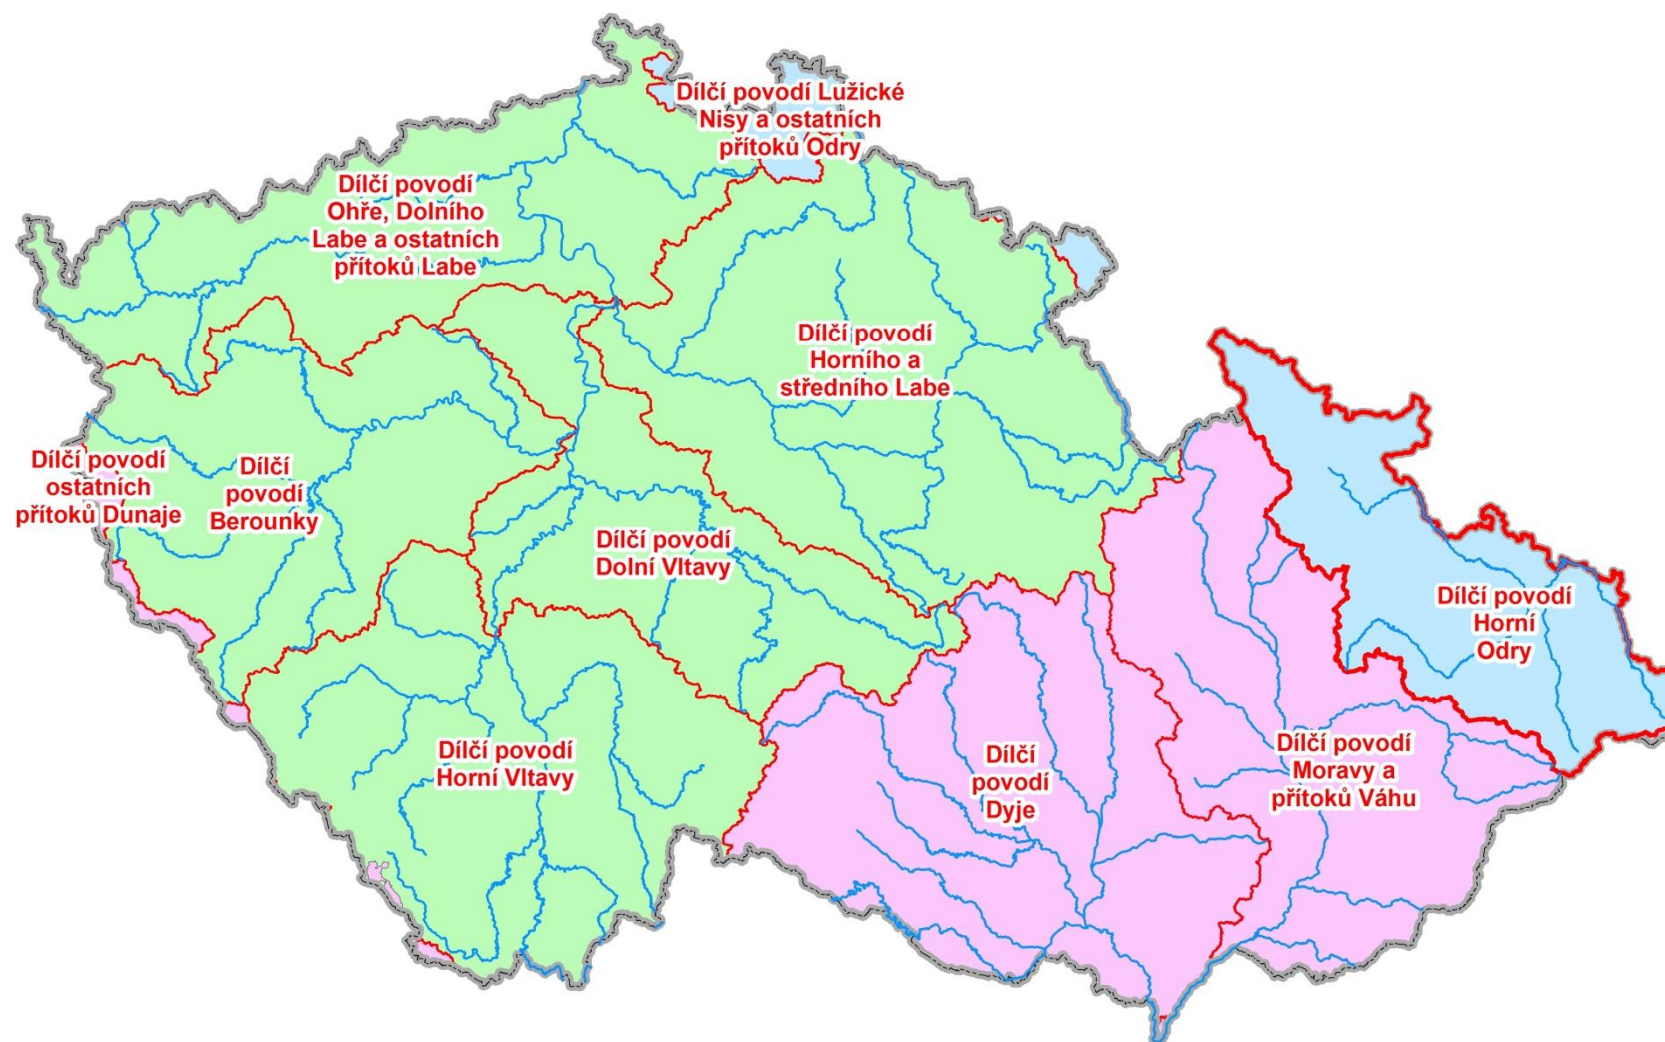 Dílčí povodí Lužické
Nisy a ostatních
přítoků Odry
Dílčí povodí
Ohře, Dolního
Labe a ostatních
přítoků Labe
Dílčí povodí
Horního a
středního Labe
Dílčí povodí
ostatních
přítoků Dunaje
Dílčí
povodí
Berounky
Dílčí povodí
Dolní Vltavy
Dílčí povodí
Horní
Odry
Dílčí povodí
Horní Vltavy
Dílčí
povodí
Dyje
Dílčí povodí
Moravy a
přítoků Váhu